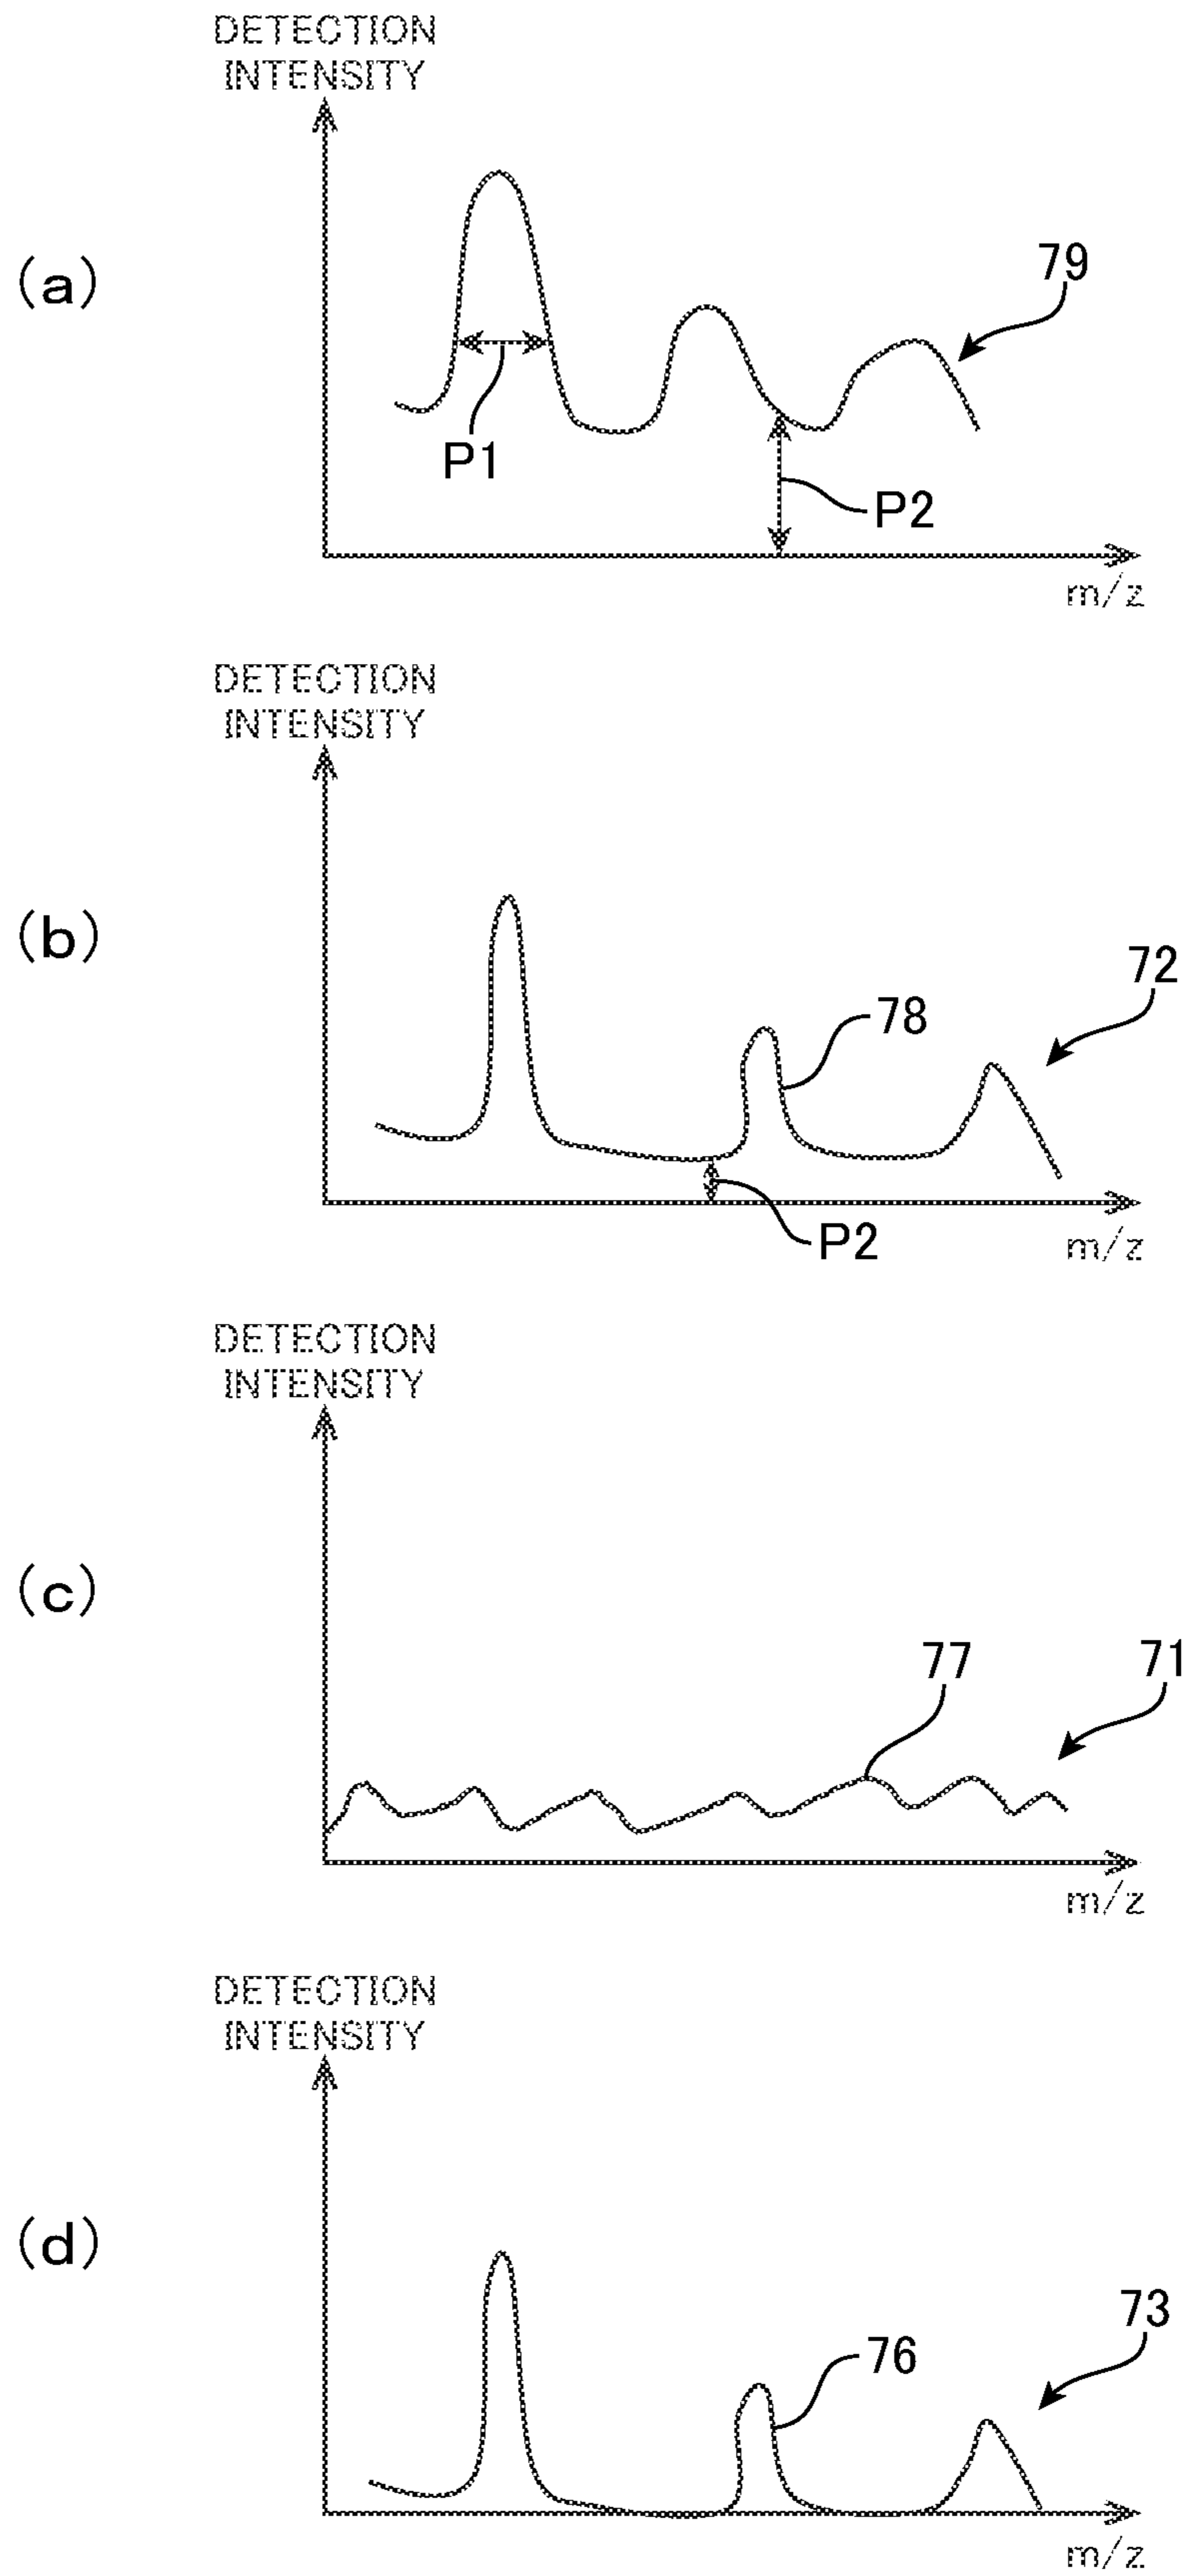 DETECTION
INTENSITY
(a)
79
P1
P2
m/z
DETECTION
INTENSITY
(b)
72
78
P2
m/z
DETECTION
INTENSITY
(c)
77
71
m/z
DETECTION
INTENSITY
(d)
73
76
m/z